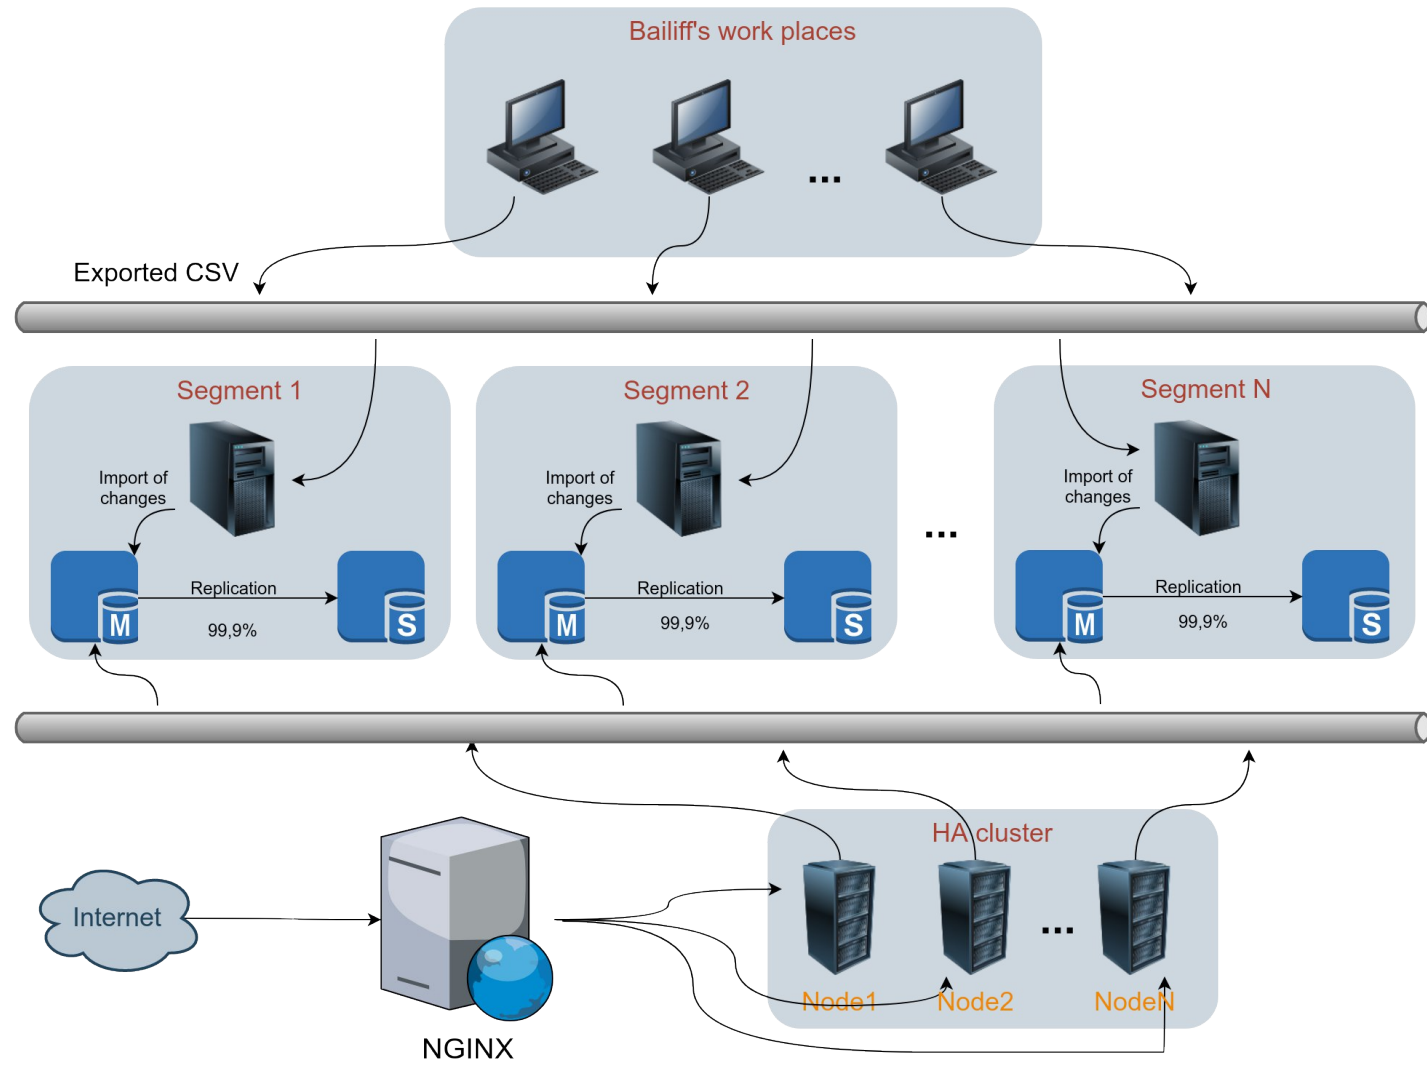 Bailiff's work places
...
Exported CSV
Segment 1
Segment 2
Segment N
Import of
changes
Import of
changes
Import of
changes
...
Replication
99,9%
M
S
Replication
99,9%
M
S
Replication
99,9%
M
S
HA cluster
Internet
...
Node1
Node2
NodeN
NGINX